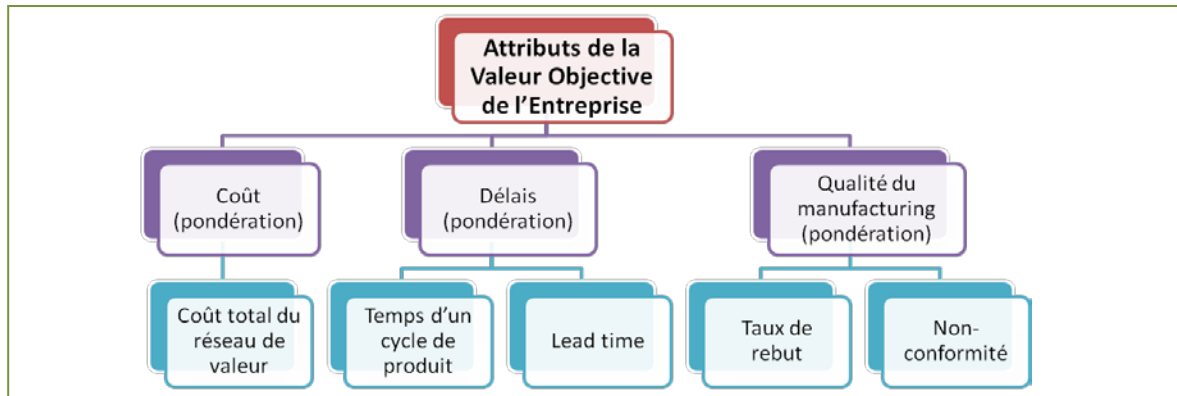 Attributs de la
Valeur Objective
de l’Entreprise
Coût
(pondération)
Délais
(pondération)
Qualité du
manufacturing
(pondération)
Coût total du
réseau de
valeur
Temps d’un
cycle de
produit
Lead time
Taux de
rebut
Non-
conformité